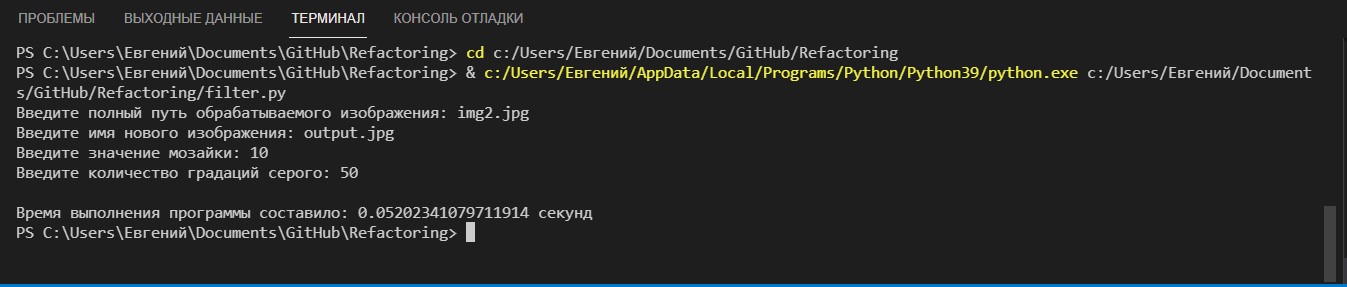 ПРОБЛЕМЫ ВЫХОДНЫЕ ДАННЫЕ ТЕРМИНАЛ КОНСОЛЬ ОТЛАДКИ
PS C:\Users\Евгений\Documents\GitHub\Refactoring> cd c:/Users/Евгений/Documents/GitHub/Refactoring
PS C:\Users\Евгений\Documents\GitHub\Refactoring> & c:/Users/Евгений/AppData/Local/Programs/Python/Python39/python.exe c:/Users/Евгений/Document
s/GitHub/Refactoring/filter.py
Введите полный путь обрабатываемого изображения: img2.jpg
Введите имя нового изображения: output.jpg
Введите значение мозайки: 10
Введите количество градаций серого: 50
Время выполнения программы составило: 0.05202341079711914 секунд
PS C:\Users\Евгений\Documents\GitHub\Refactoring>